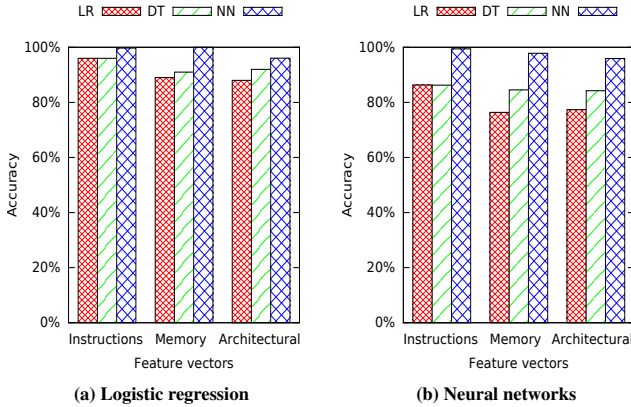 LR DT NN
100%
80%
60%
40%
20%
0%
Accuracy
Instructions Memory Architectural
Feature vectors
(a) Logistic regression
LR DT NN
100%
80%
60%
40%
20%
0%
Accuracy
Instructions Memory Architectural
Feature vectors
(b) Neural networks